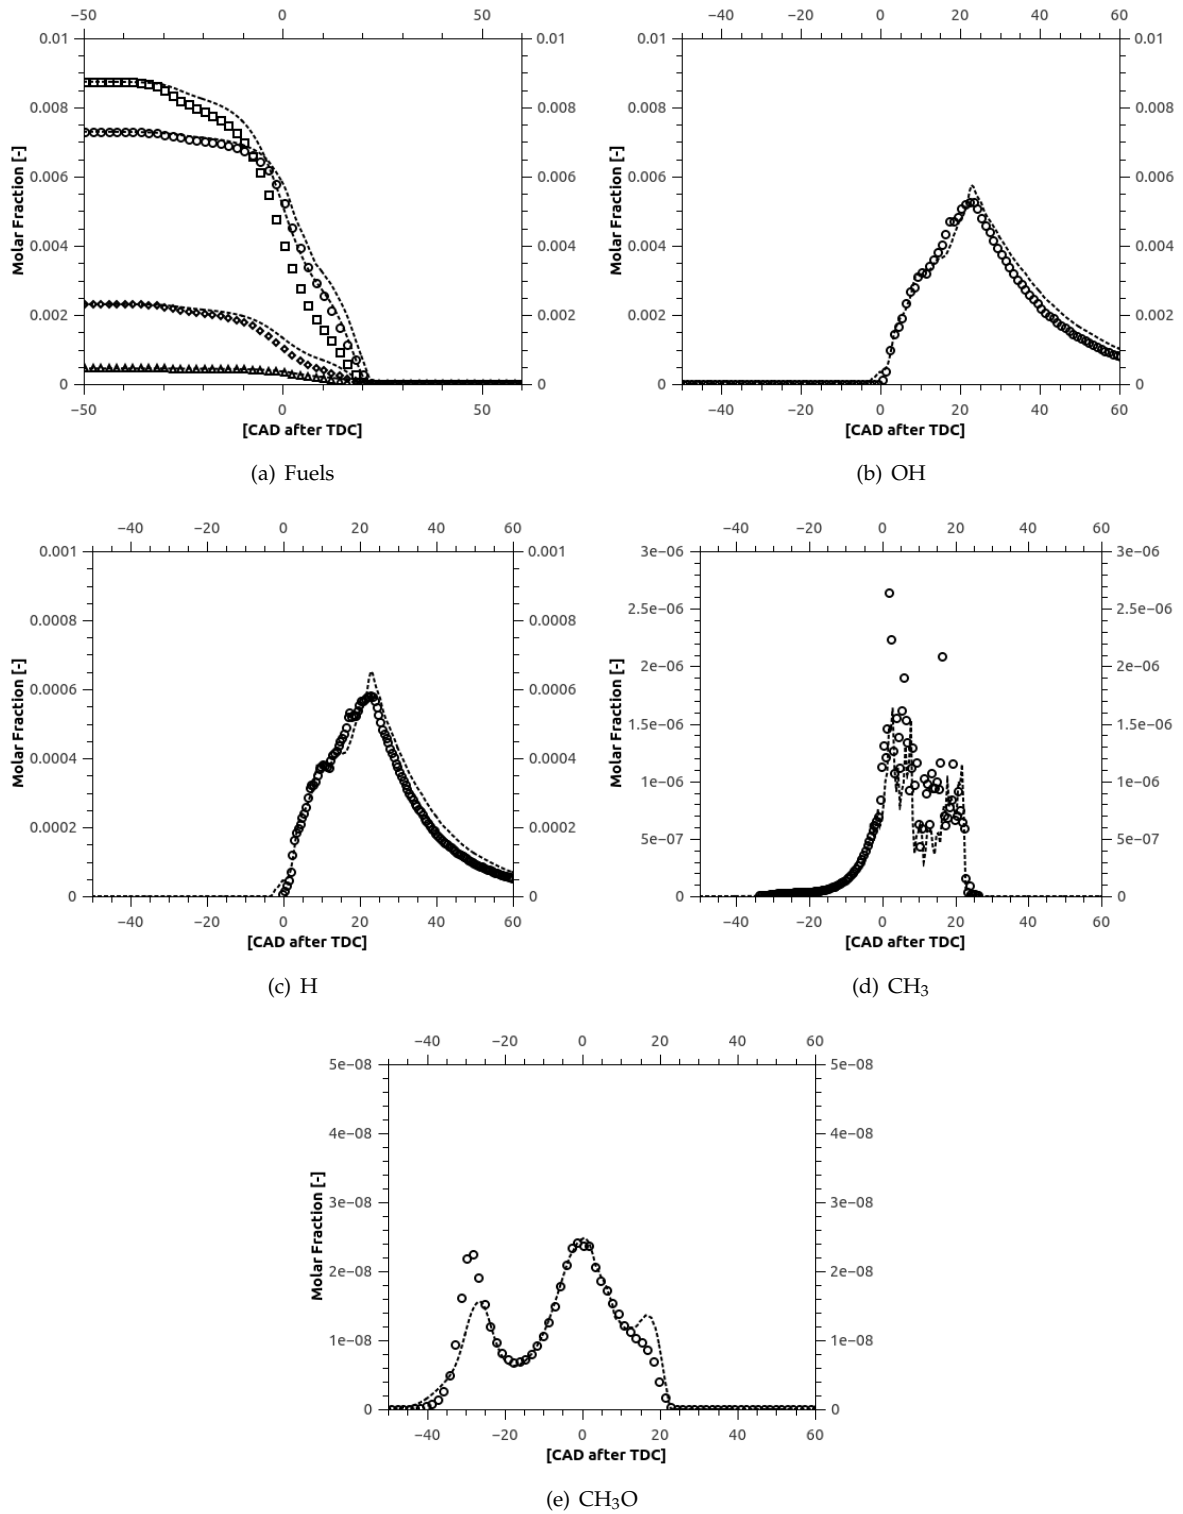 −50 0 50
0.01 0.01
0.008 0.008
0.006 0.006
0.004 0.004
0.002 0.002
0 0
Molar Fraction [-]
−50 0 50
[CAD after TDC]
(a) Fuels
−40 −20 0 20 40 60
0.01 0.01
0.008 0.008
0.006 0.006
0.004 0.004
0.002 0.002
0 0
Molar Fraction [-]
−40 −20 0 20 40 60
[CAD after TDC]
(b) OH
−40 −20 0 20 40 60
0.001 0.001
0.0008 0.0008
0.0006 0.0006
0.0004 0.0004
0.0002 0.0002
0 0
Molar Fraction [-]
−40 −20 0 20 40 60
[CAD after TDC]
(c) H
−40 −20 0 20 40 60
3e−06 3e−06
2.5e−06 2.5e−06
2e−06 2e−06
1.5e−06 1.5e−06
1e−06 1e−06
5e−07 5e−07
0 0
Molar Fraction [-]
−40 −20 0 20 40 60
[CAD after TDC]
(d) CH₃
−40 −20 0 20 40 60
5e−08 5e−08
4e−08 4e−08
3e−08 3e−08
2e−08 2e−08
1e−08 1e−08
0 0
Molar Fraction [-]
−40 −20 0 20 40 60
[CAD after TDC]
(e) CH₃O